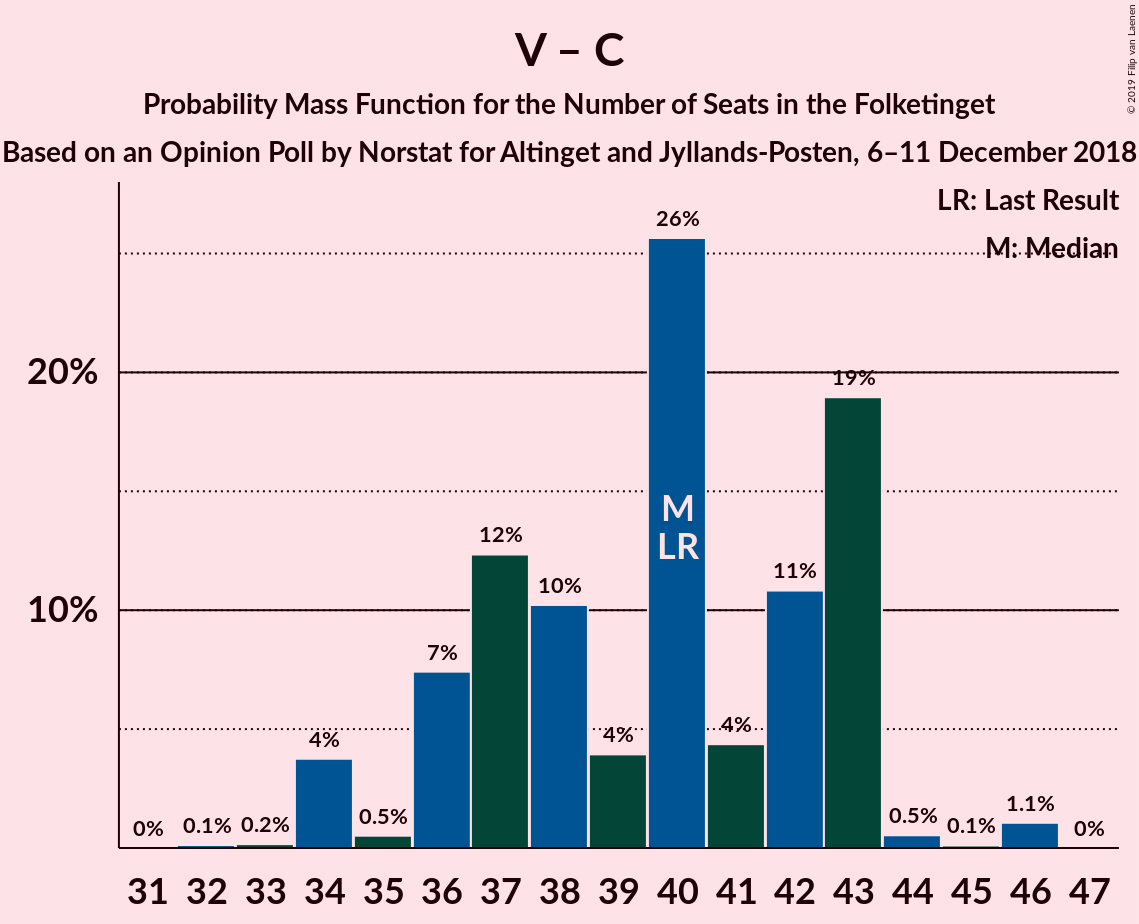 V – C
Probability Mass Function for the Number of Seats in the Folketinget
Based on an Opinion Poll by Norstat for Altinget and Jyllands-Posten, 6–11 December 2018
© 2019 Filip van Laenen
LR: Last Result
M: Median
20%
10%
0%
0.1%
0.2%
4%
0.5%
7%
12%
10%
4%
26%
4%
11%
19%
0.5%
0.1%
1.1%
0%
M
LR
31 32 33 34 35 36 37 38 39 40 41 42 43 44 45 46 47